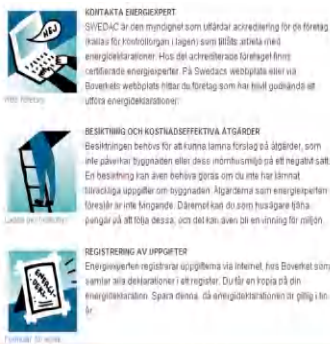 HEJ
KONTAKTA ENERGIEXPERT
SWEDAC är den myndighet som utfärdar ackreditering för de företag
(kallas för kontrollorgan i lagen) som tillåts arbeta med
energideklarationer. Hos det ackrediterade företaget finns
certifierade energiexperter. På Swedacs webbplats eller via
Boverkets webbplats hittar du företag som har blivit godkända att
utföra energideklarationer.
BESIKTNING OCH KOSTNADSEFFEKTIVA ÅTGÄRDER
Besiktningen behövs för att kunna lämna förslag på åtgärder, som
inte påverkar byggnaden eller dess inomhusmiljö på ett negativt sätt.
En besiktning kan även behöva göras om du inte har lämnat
tillräckliga uppgifter om byggnaden. Åtgärderna som energiexperten
föreslår är inte tvingande. Däremot kan du som husägare tjäna
pengar på att följa dessa, och det kan även bli en vinning för miljön.
REGISTRERING AV UPPGIFTER
Energiexperten registrerar uppgifterna via Internet, hos Boverket som
samlar alla deklarationer i ett register. Du får en kopia på din
energideklaration. Spara denna, då energideklarationen är giltig i tio
år.